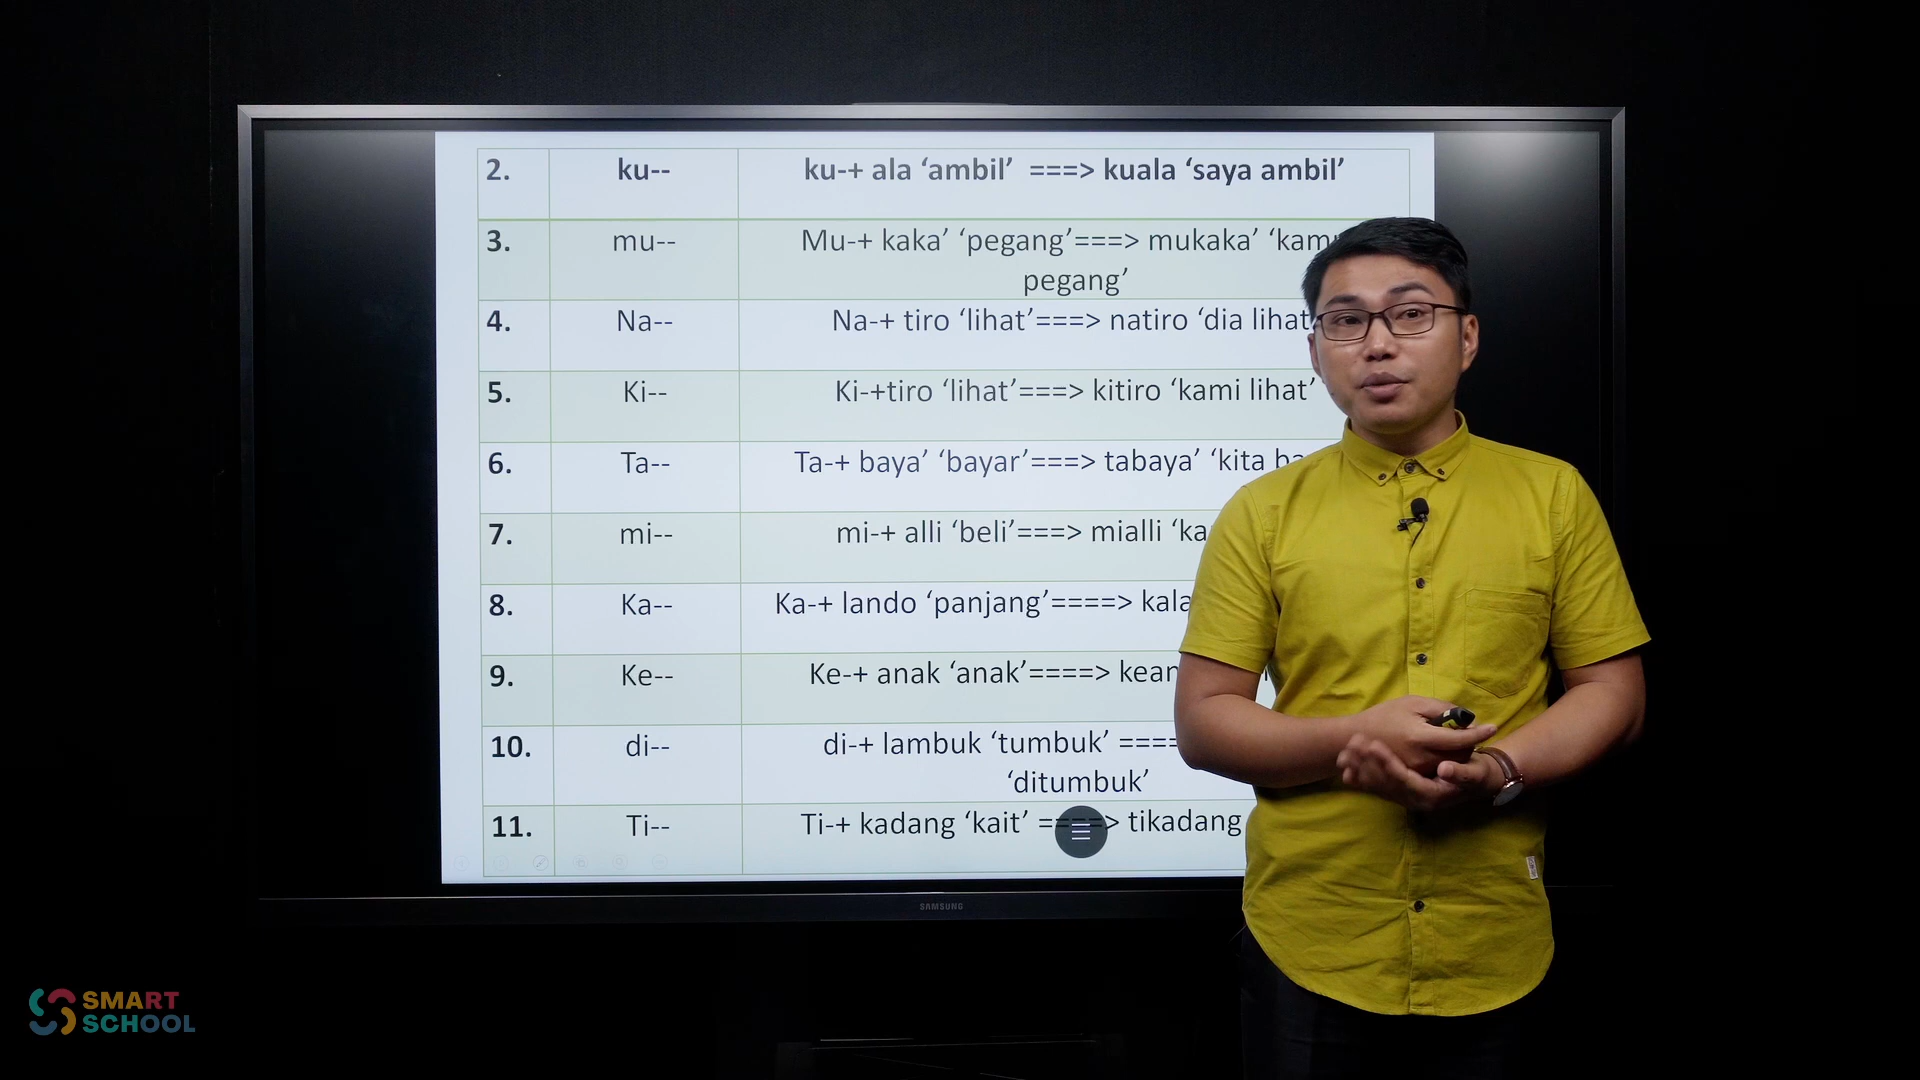 2. ku-- ku-+ ala ‘ambil’ ===> kuala ‘saya ambil’
3. mu-- Mu-+ kaka’ ‘pegang’===> mukaka’
pegang’
4. Na-- Na-+ tiro ‘lihat’===> natiro ‘dia lihat
5. Ki-- Ki-+tiro ‘lihat’===> kitiro ‘kami lihat’
6. Ta-- Ta-+ baya’ ‘bayar’===> tabaya’ ‘kita
7. mi-- mi-+ alli ‘beli’===> mialli
8. Ka-- Ka-+ lando ‘panjang’====>
9. Ke-- Ke-+ anak ‘anak’====>
10. di-- di-+ lambuk ‘tumbuk’ ====
‘ditumbuk’
11. Ti-- Ti-+ kadang ‘kait’ ====> tikadang
SAMSUNG
SMART
SCHOOL